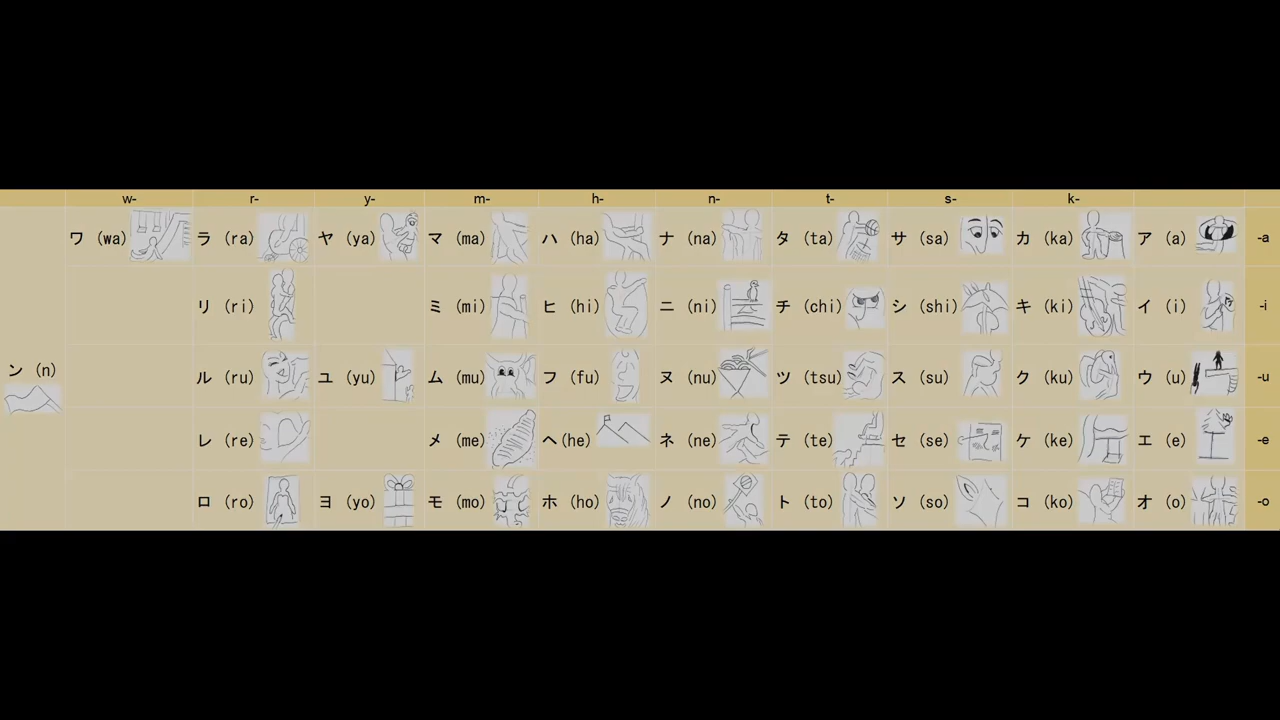 w- r- y- m- h- n- t- s- k-
ワ (wa) ラ (ra) ヤ (ya) マ (ma) ハ (ha) ナ (na) タ (ta) サ (sa) カ (ka) ア (a) -a
リ (ri) ミ (mi) ヒ (hi) ニ (ni) チ (chi) シ (shi) キ (ki) イ (i) -i
ン (n) ル (ru) ユ (yu) ム (mu) フ (fu) ヌ (nu) ツ (tsu) ス (su) ク (ku) ウ (u) -u
レ (re) メ (me) ヘ (he) ネ (ne) テ (te) セ (se) ケ (ke) エ (e) -e
ロ (ro) ヨ (yo) モ (mo) ホ (ho) ノ (no) ト (to) ソ (so) コ (ko) オ (o) -o